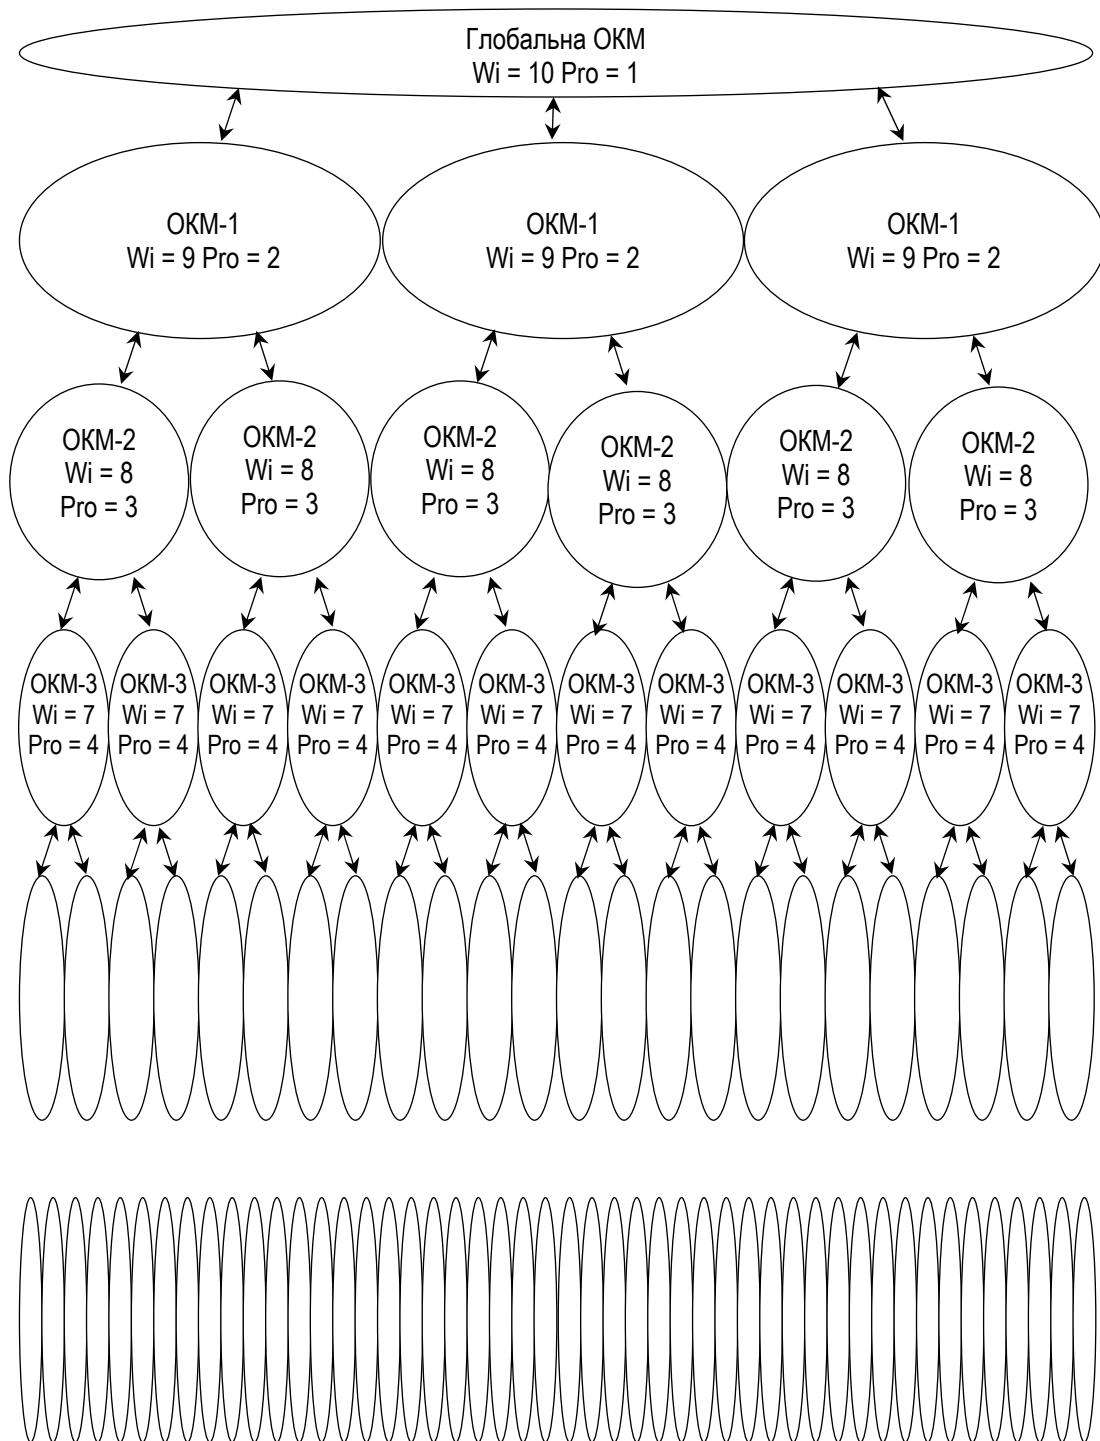 Глобальна ОКМ
Wi = 10 Pro = 1
ОКМ-1
Wi = 9 Pro = 2
ОКМ-1
Wi = 9 Pro = 2
ОКМ-1
Wi = 9 Pro = 2
ОКМ-2
Wi = 8
Pro = 3
ОКМ-2
Wi = 8
Pro = 3
ОКМ-2
Wi = 8
Pro = 3
ОКМ-2
Wi = 8
Pro = 3
ОКМ-2
Wi = 8
Pro = 3
ОКМ-2
Wi = 8
Pro = 3
ОКМ-3
Wi = 7
Pro = 4
ОКМ-3
Wi = 7
Pro = 4
ОКМ-3
Wi = 7
Pro = 4
ОКМ-3
Wi = 7
Pro = 4
ОКМ-3
Wi = 7
Pro = 4
ОКМ-3
Wi = 7
Pro = 4
ОКМ-3
Wi = 7
Pro = 4
ОКМ-3
Wi = 7
Pro = 4
ОКМ-3
Wi = 7
Pro = 4
ОКМ-3
Wi = 7
Pro = 4
ОКМ-3
Wi = 7
Pro = 4
ОКМ-3
Wi = 7
Pro = 4